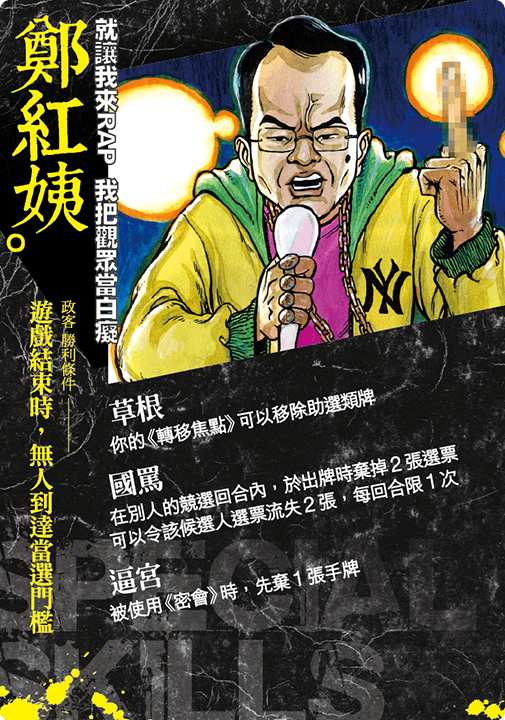 鄭紅姨。
就讓我來RAP 我把觀眾當白癡
NY
政客 勝利條件
遊戲結束時，無人到達當選門檻
草根
你的《轉移焦點》可以移除助選類牌
國罵
在別人的競選回合內，於出牌時棄掉2張選票
可以令該候選人選票流失2張，每回合限1次
逼宮
被使用《密會》時，先棄1張手牌
SPECIAL
SKILLS